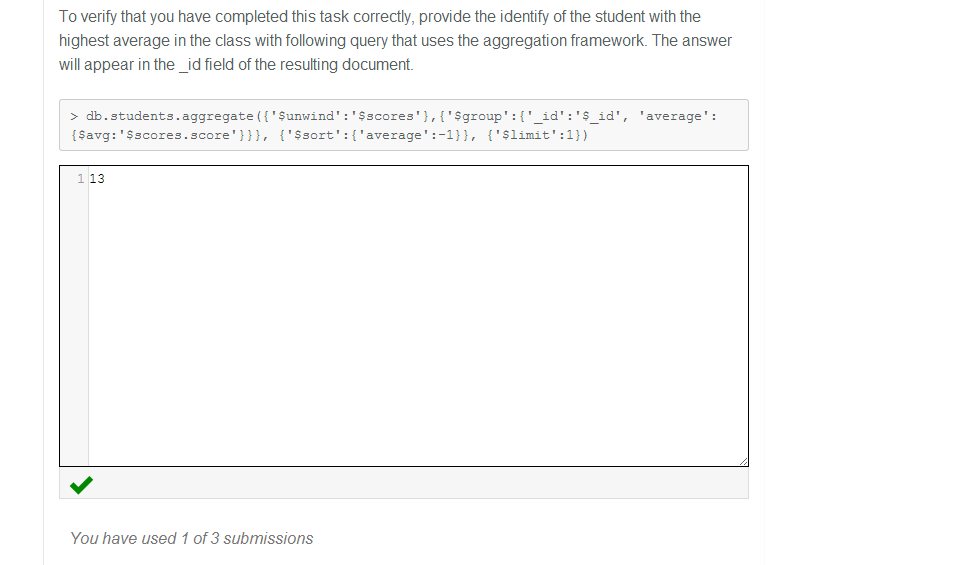 To verify that you have completed this task correctly, provide the identify of the student with the
highest average in the class with following query that uses the aggregation framework. The answer
will appear in the _id field of the resulting document.
> db.students.aggregate({'$unwind':'$scores'},{'$group':{'_id':'$_id', 'average':
{$avg:'$scores.score'}}}, {'$sort':{'average':-1}}, {'$limit':1})
1 13
You have used 1 of 3 submissions